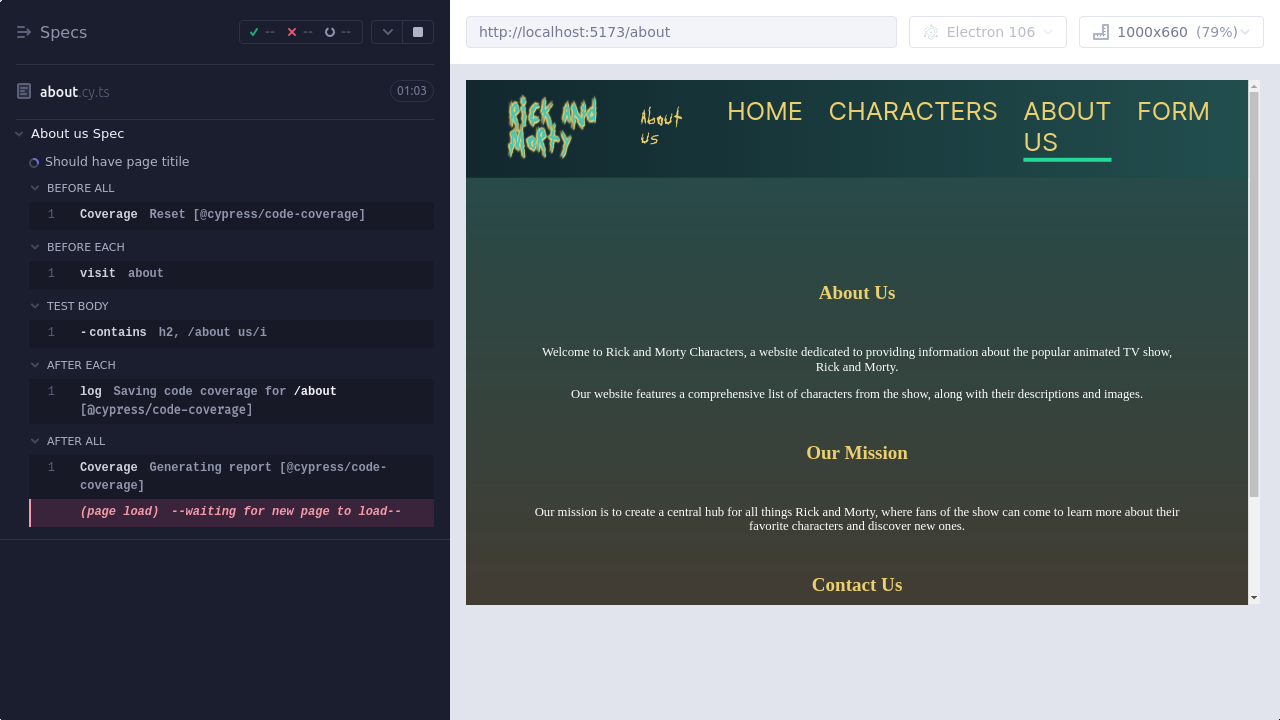 Specs
-- -- --
about.cy.ts 01:03
About us Spec
Should have page titile
BEFORE ALL
1 Coverage Reset [@cypress/code-coverage]
BEFORE EACH
1 visit about
TEST BODY
1 -contains h2, /about us/i
AFTER EACH
1 log Saving code coverage for /about
[@cypress/code-coverage]
AFTER ALL
1 Coverage Generating report [@cypress/code-
coverage]
(page load) --waiting for new page to load--
http://localhost:5173/about
Electron 106
1000x660 (79%)
RICK AND
MORTY
About
us
HOME CHARACTERS ABOUT
US
FORM
About Us
Welcome to Rick and Morty Characters, a website dedicated to providing information about the popular animated TV show,
Rick and Morty.
Our website features a comprehensive list of characters from the show, along with their descriptions and images.
Our Mission
Our mission is to create a central hub for all things Rick and Morty, where fans of the show can come to learn more about their
favorite characters and discover new ones.
Contact Us